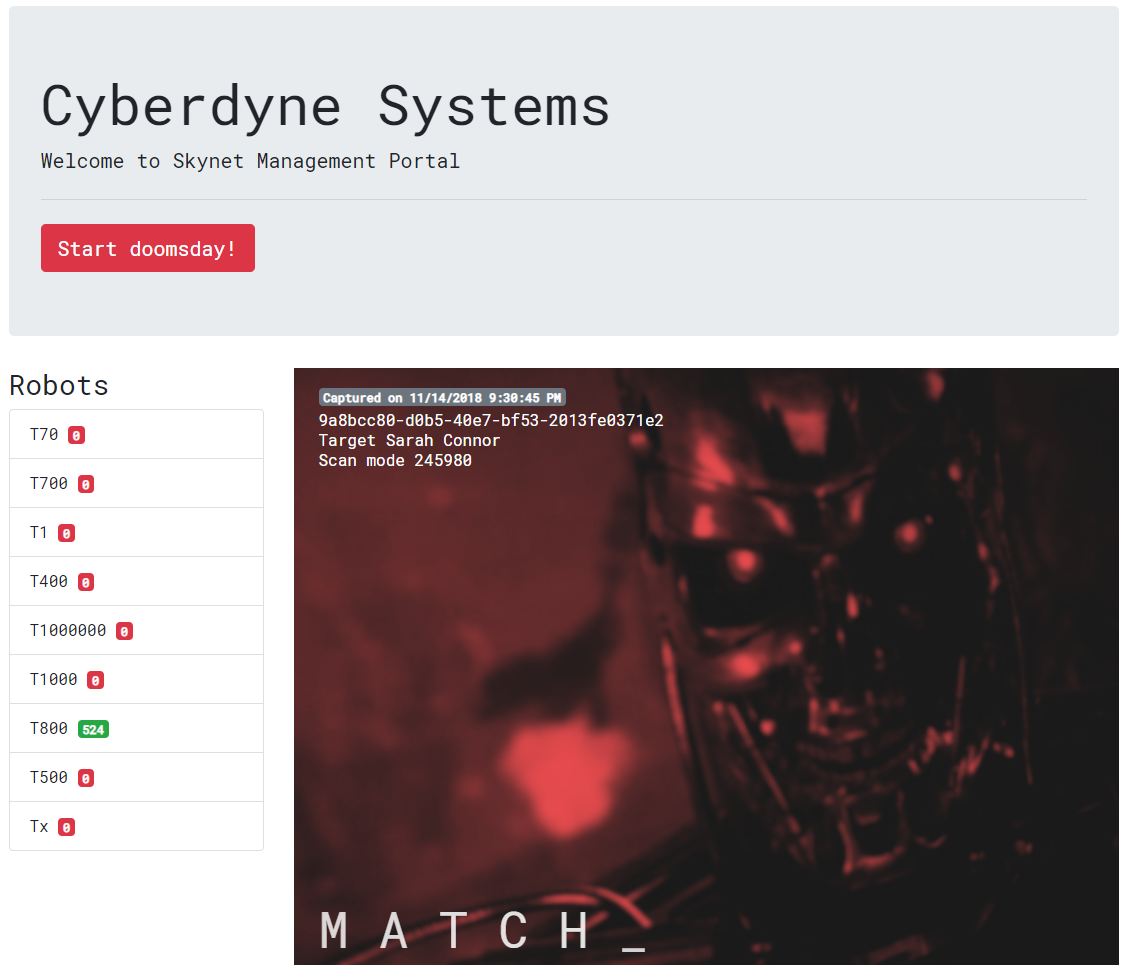 Cyberdyne Systems
Welcome to Skynet Management Portal
Start doomsday!
Robots
T70 0
T700 0
T1 0
T400 0
T1000000 0
T1000 0
T800 524
T500 0
Tx 0
Captured on 11/14/2018 9:30:45 PM
9a8bcc80-d0b5-40e7-bf53-2013fe0371e2
Target Sarah Connor
Scan mode 245980
M A T C H _